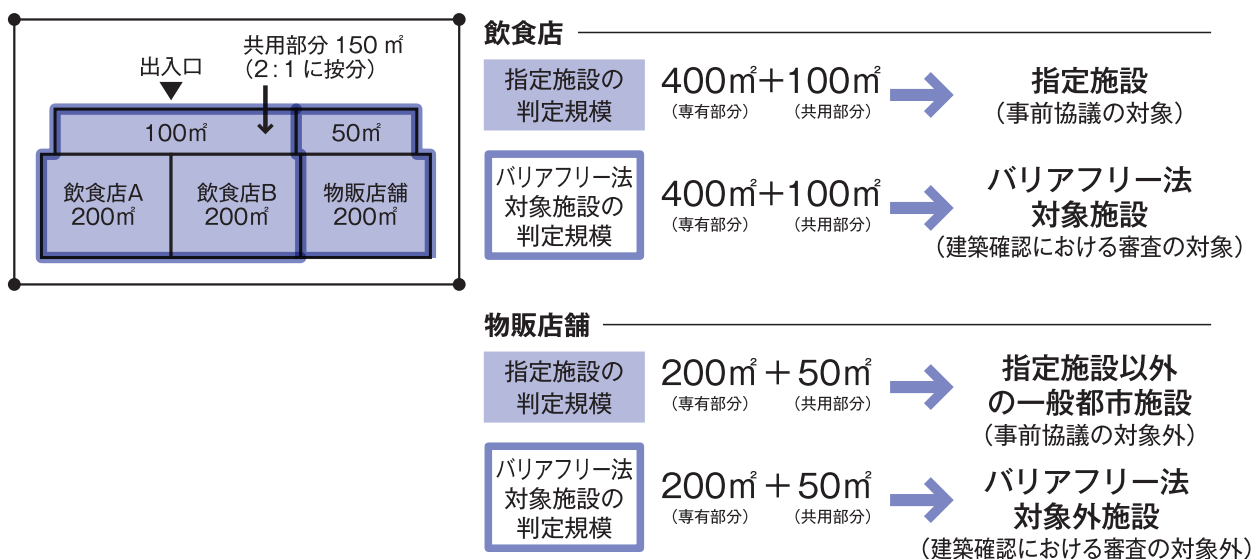 共用部分 150 ㎡
（2：1 に按分）
出入口
100㎡
50㎡
飲食店A
200㎡
飲食店B
200㎡
物販店舗
200㎡
飲食店
指定施設の
判定規模
400㎡＋100㎡
（専有部分）
（共用部分）
指定施設
（事前協議の対象）
バリアフリー法
対象施設の
判定規模
400㎡＋100㎡
（専有部分）
（共用部分）
バリアフリー法
対象施設
（建築確認における審査の対象）
物販店舗
指定施設の
判定規模
200㎡＋50㎡
（専有部分）
（共用部分）
指定施設以外
の一般都市施設
（事前協議の対象外）
バリアフリー法
対象施設の
判定規模
200㎡＋50㎡
（専有部分）
（共用部分）
バリアフリー法
対象外施設
（建築確認における審査の対象外）